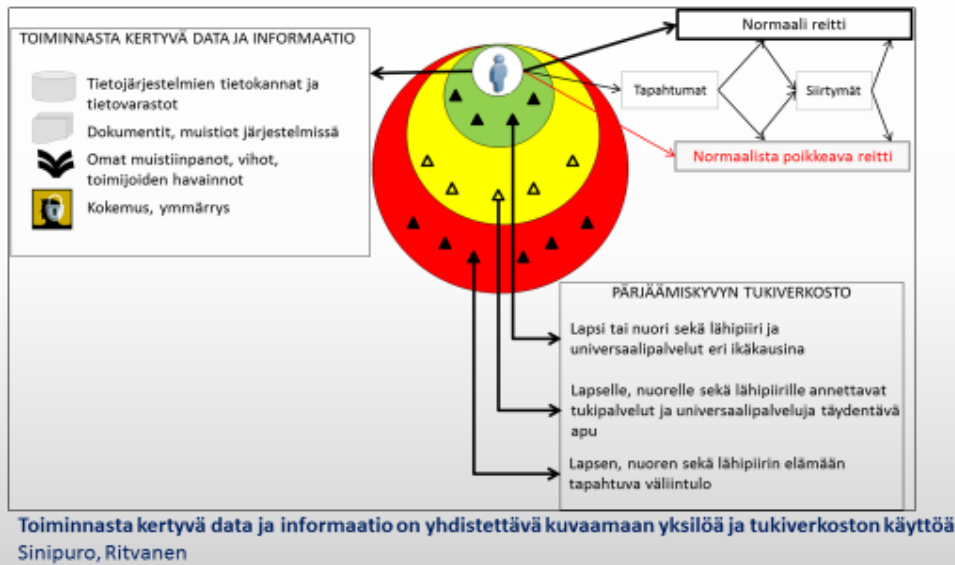 TOIMINNASTA KERTYVÄ DATA JA INFORMAATIO
Tietojärjestelmien tietokannat ja
tietovarastot
Dokumentit, muistiot järjestelmissä
Omat muistiinpanot, vihot,
toimijoiden havainnot
Kokemus, ymmärrys
Normaali reitti
Tapahtumat
Siirtymät
Normaalista poikkeava reitti
PÄRJÄÄMISKYVYN TUKIVERKOSTO
Lapsi tai nuori sekä lähipiiri ja
universaalipalvelut eri ikäkausina
Lapselle, nuorelle sekä lähipiirille annettavat
tukipalvelut ja universaalipalveluja täydentävä
apu
Lapsen, nuoren sekä lähipiirin elämään
tapahtuva väliintulo
Toiminnasta kertyvä data ja informaatio on yhdistettävä kuvaamaan yksilöä ja tukiverkoston käyttöä
Sinipuro, Ritvanen